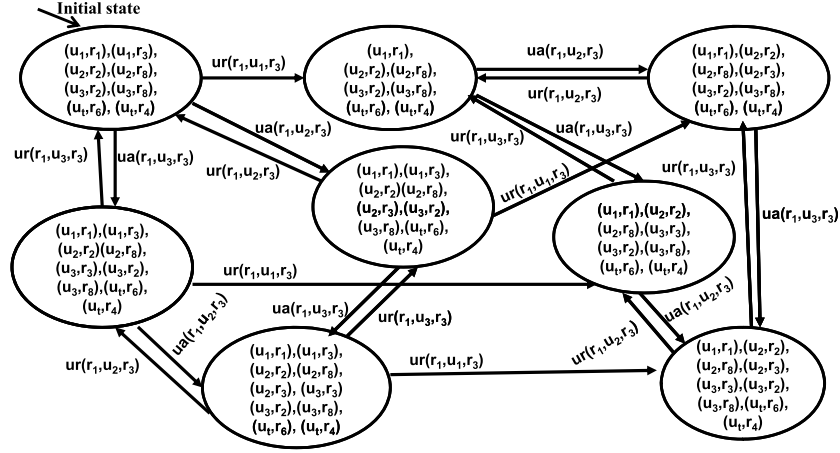 Initial state
(u1,r1),(u1,r3),
(u2,r2),(u2,r8),
(u3,r2),(u3,r8),
(ut,r6), (ut,r4)
ur(r1,u1,r3)
(u1,r1),
(u2,r2),(u2,r8),
(u3,r2),(u3,r8),
(ut,r6), (ut,r4)
ua(r1,u2,r3)
ur(r1,u2,r3)
(u1,r1),(u2,r2),
(u2,r8),(u2,r3),
(u3,r2),(u3,r8),
(ut,r6), (ut,r4)
ur(r1,u3,r3)
ua(r1,u3,r3)
ua(r1,u2,r3)
ur(r1,u2,r3)
(u1,r1),(u1,r3),
(u2,r2)(u2,r8),
(u2,r3),(u3,r2),
(u3,r8),(ut,r6),
(ut,r4)
ur(r1,u1,r3)
ur(r1,u3,r3)
ua(r1,u3,r3)
(u1,r1),(u2,r2),
(u2,r8),(u3,r3),
(u3,r2),(u3,r8),
(ut,r6), (ut,r4)
ur(r1,u3,r3)
ua(r1,u3,r3)
(u1,r1),(u1,r3),
(u2,r2)(u2,r8),
(u3,r3),(u3,r2),
(u3,r8),(ut,r6),
(ut,r4)
ur(r1,u1,r3)
ua(r1,u3,r3)
ur(r1,u3,r3)
ua(r1,u2,r3)
ur(r1,u2,r3)
ua(r1,u2,r3)
ur(r1,u2,r3)
(u1,r1),(u1,r3),
(u2,r2),(u2,r8),
(u2,r3), (u3,r3)
(u3,r2),(u3,r8),
(ut,r6), (ut,r4)
ur(r1,u1,r3)
(u1,r1),(u2,r2),
(u2,r8),(u2,r3),
(u3,r3),(u3,r2),
(u3,r8),(ut,r6),
(ut,r4)